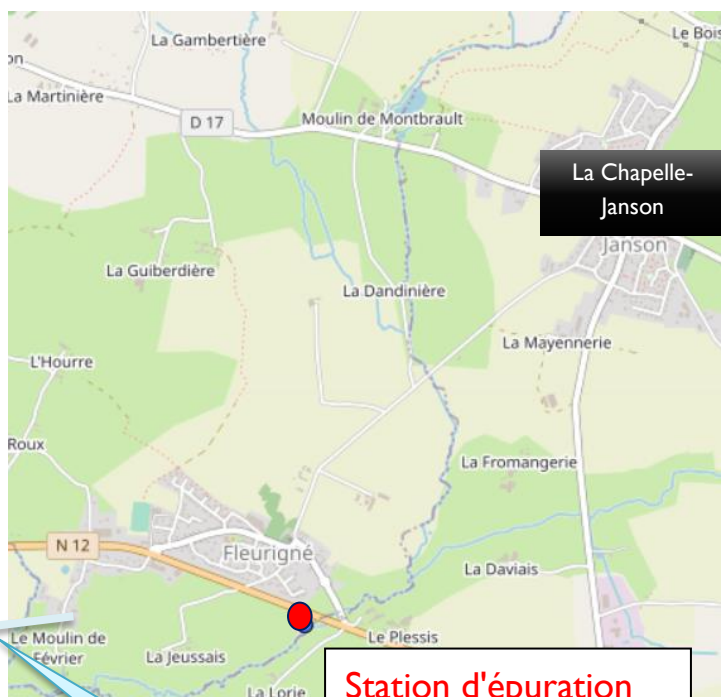 La Gambertière
Le Bois
on
La Martinière
D 17
Moulin de Montbrault
La Chapelle-
Janson
Janson
La Guiberdière
La Dandinière
La Mayennerie
L'Hourre
Roux
La Fromangerie
N 12
Fleurigné
La Daviais
Le Moulin de
Février
La Jeussais
Le Plessis
La Lorie
Station d'épuration